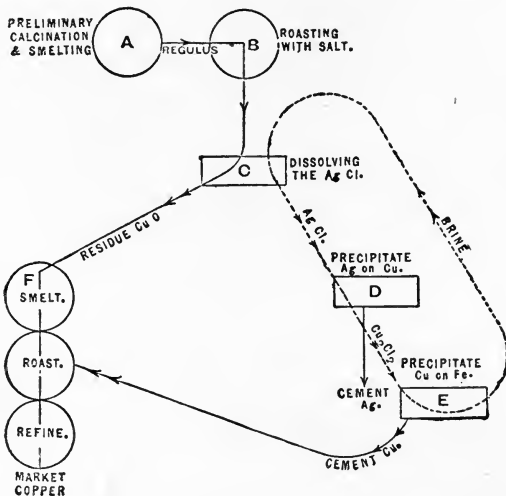 PRELIMINARY
CALCINATION
& SMELTING
A
REGULUS
B
ROASTING
WITH SALT.
C
DISSOLVING
THE Ag Cl.
Ag Cl.
BRINE.
RESIDUE Cu O
PRECIPITATE
Ag on Cu.
D
Cu2Cl2
CEMENT
Ag.
PRECIPITATE
Cu on Fe.
E
CEMENT Cu.
F
SMELT.
ROAST.
REFINE.
MARKET
COPPER